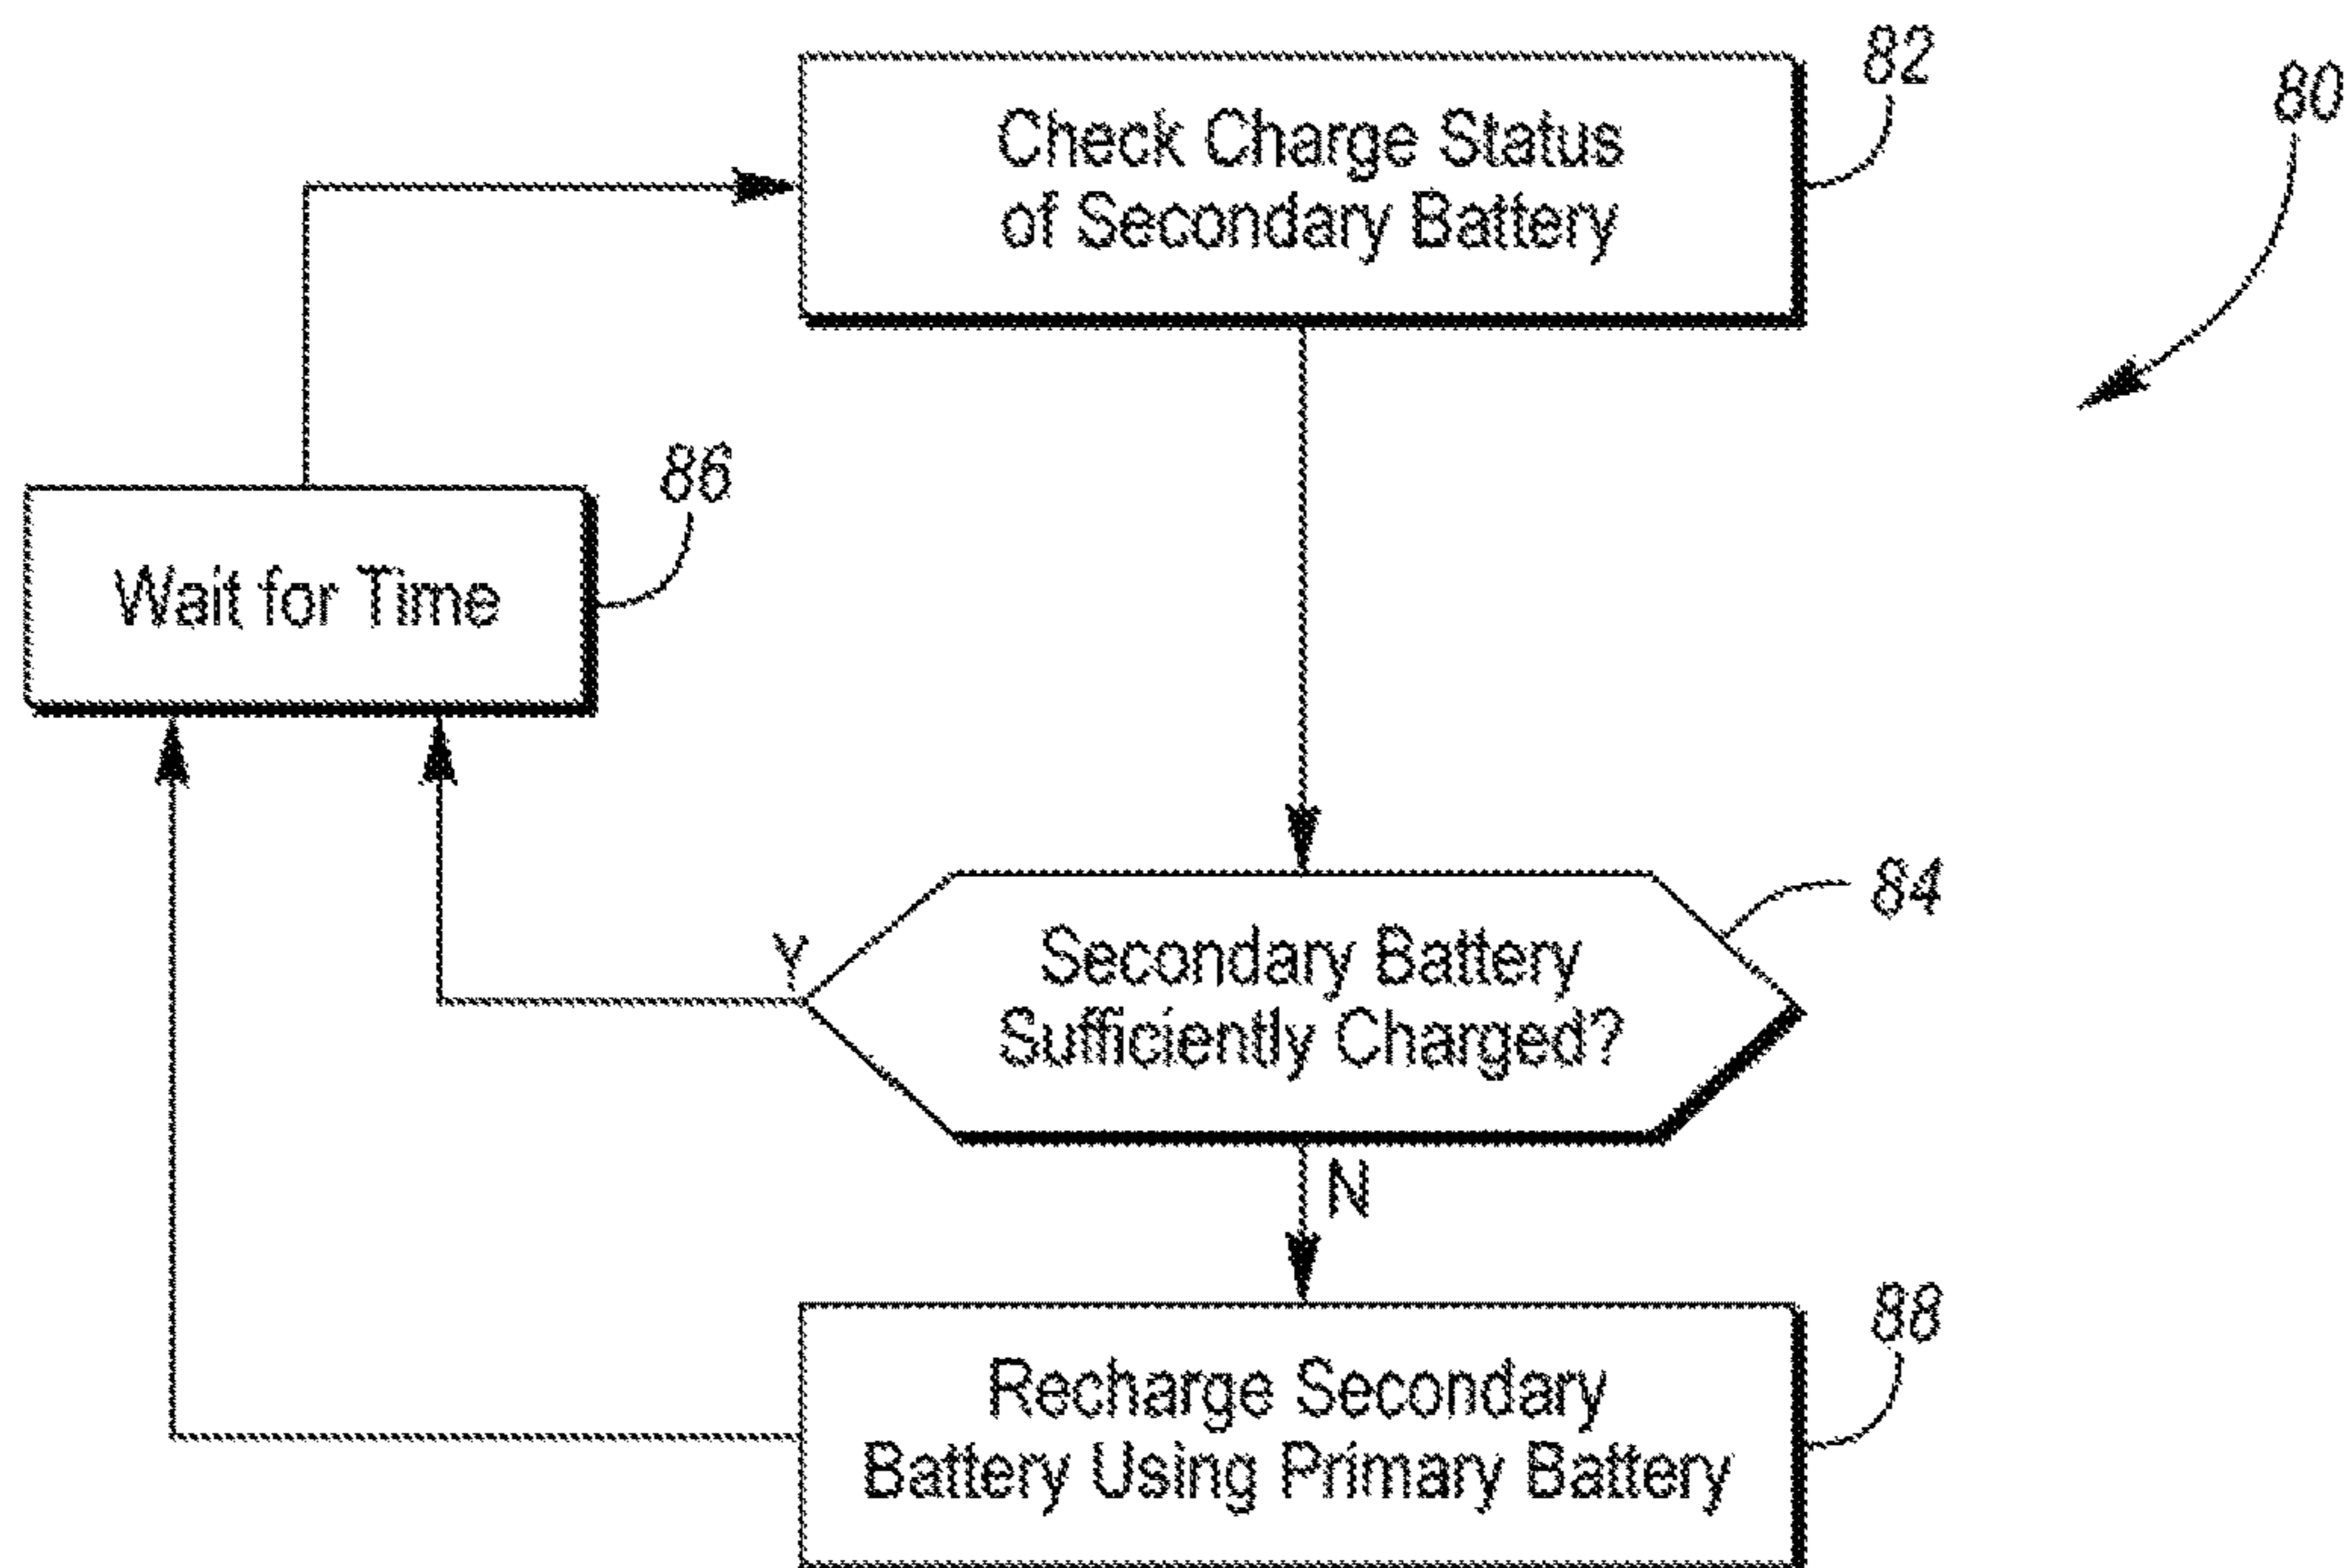 82
80
Check Charge Status
of Secondary Battery
86
Wait for Time
84
Y
Secondary Battery
Sufficiently Charged?
N
88
Recharge Secondary
Battery Using Primary Battery